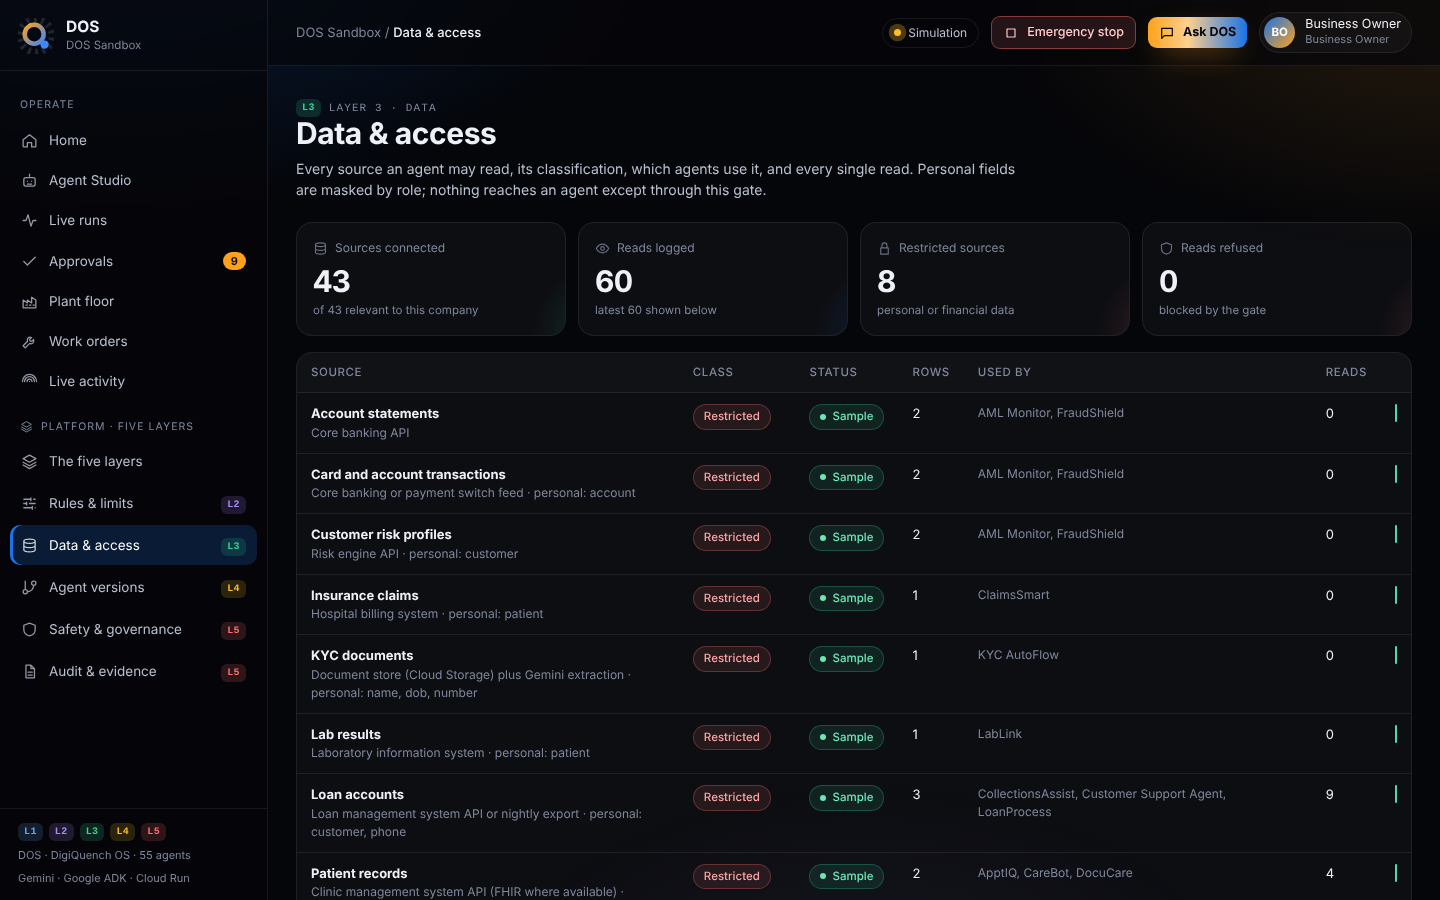 DOS
DOS Sandbox
OPERATE
Home
Agent Studio
Live runs
Approvals 9
Plant floor
Work orders
Live activity
PLATFORM · FIVE LAYERS
The five layers
Rules & limits L2
Data & access L3
Agent versions L4
Safety & governance L5
Audit & evidence L5
L1 L2 L3 L4 L5
DOS · DigiQuench OS · 55 agents
Gemini · Google ADK · Cloud Run
DOS Sandbox / Data & access
Simulation
Emergency stop
Ask DOS
BO
Business Owner
Business Owner
L3 LAYER 3 · DATA
Data & access
Every source an agent may read, its classification, which agents use it, and every single read. Personal fields
are masked by role; nothing reaches an agent except through this gate.
Sources connected
43
of 43 relevant to this company
Reads logged
60
latest 60 shown below
Restricted sources
8
personal or financial data
Reads refused
0
blocked by the gate
SOURCE CLASS STATUS ROWS USED BY READS
Account statements Restricted Sample 2 AML Monitor, FraudShield 0
Core banking API
Card and account transactions Restricted Sample 2 AML Monitor, FraudShield 0
Core banking or payment switch feed · personal: account
Customer risk profiles Restricted Sample 2 AML Monitor, FraudShield 0
Risk engine API · personal: customer
Insurance claims Restricted Sample 1 ClaimsSmart 0
Hospital billing system · personal: patient
KYC documents Restricted Sample 1 KYC AutoFlow 0
Document store (Cloud Storage) plus Gemini extraction ·
personal: name, dob, number
Lab results Restricted Sample 1 LabLink 0
Laboratory information system · personal: patient
Loan accounts Restricted Sample 3 CollectionsAssist, Customer Support Agent, 9
Loan management system API or nightly export · personal: LoanProcess
customer, phone
Patient records Restricted Sample 2 ApptIQ, CareBot, DocuCare 4
Clinic management system API (FHIR where available) ·